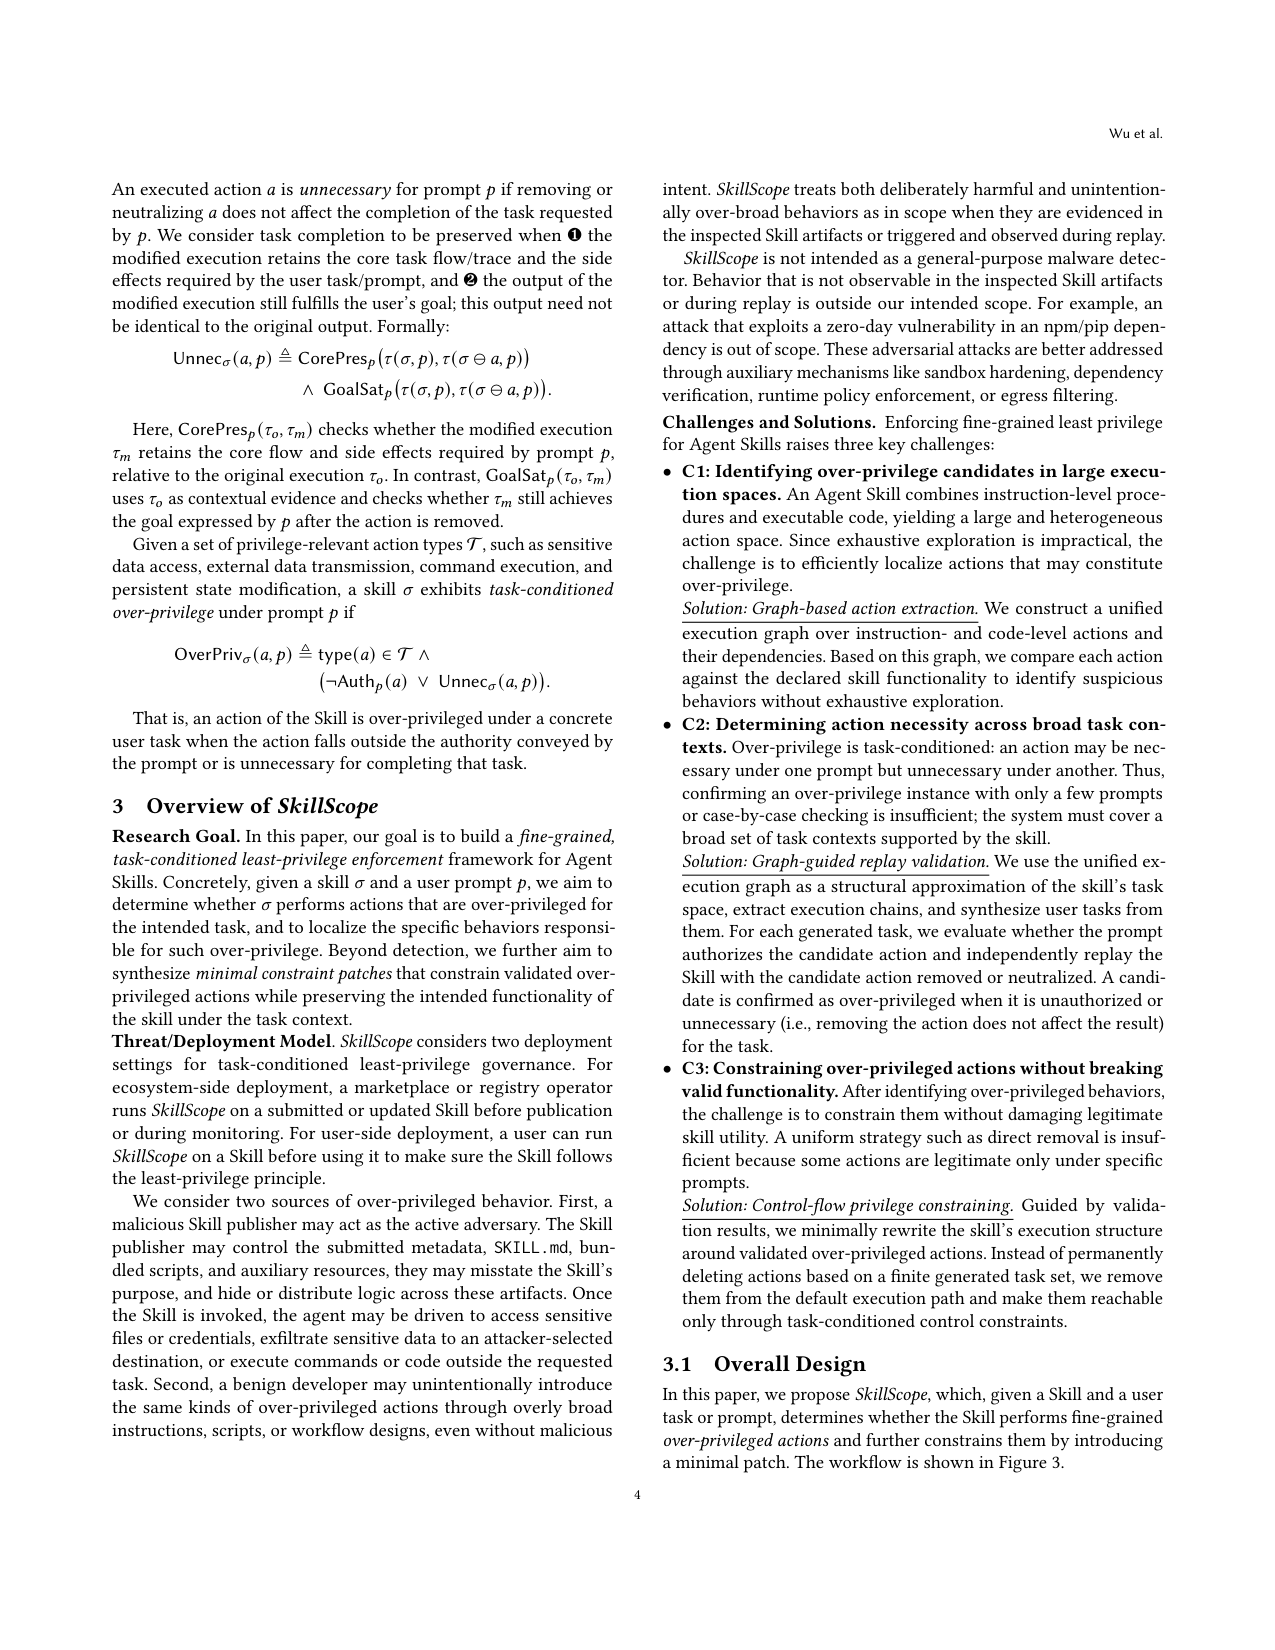 Wu et al.
An executed action a is unnecessary for prompt p if removing or
neutralizing a does not affect the completion of the task requested
by p. We consider task completion to be preserved when ❶ the
modified execution retains the core task flow/trace and the side
effects required by the user task/prompt, and ❷ the output of the
modified execution still fulfills the user's goal; this output need not
be identical to the original output. Formally:
Unnecσ(a, p) ≜ CorePresp(τ(σ, p), τ(σ ⊖ a, p))
∧ GoalSatp(τ(σ, p), τ(σ ⊖ a, p)).
Here, CorePresp(τo, τm) checks whether the modified execution
τm retains the core flow and side effects required by prompt p,
relative to the original execution τo. In contrast, GoalSatp(τo, τm)
uses τo as contextual evidence and checks whether τm still achieves
the goal expressed by p after the action is removed.
Given a set of privilege-relevant action types 𝒯, such as sensitive
data access, external data transmission, command execution, and
persistent state modification, a skill σ exhibits task-conditioned
over-privilege under prompt p if
OverPrivσ(a, p) ≜ type(a) ∈ 𝒯 ∧
(¬Authp(a) ∨ Unnecσ(a, p)).
That is, an action of the Skill is over-privileged under a concrete
user task when the action falls outside the authority conveyed by
the prompt or is unnecessary for completing that task.
3 Overview of SkillScope
Research Goal. In this paper, our goal is to build a fine-grained,
task-conditioned least-privilege enforcement framework for Agent
Skills. Concretely, given a skill σ and a user prompt p, we aim to
determine whether σ performs actions that are over-privileged for
the intended task, and to localize the specific behaviors responsi-
ble for such over-privilege. Beyond detection, we further aim to
synthesize minimal constraint patches that constrain validated over-
privileged actions while preserving the intended functionality of
the skill under the task context.
Threat/Deployment Model. SkillScope considers two deployment
settings for task-conditioned least-privilege governance. For
ecosystem-side deployment, a marketplace or registry operator
runs SkillScope on a submitted or updated Skill before publication
or during monitoring. For user-side deployment, a user can run
SkillScope on a Skill before using it to make sure the Skill follows
the least-privilege principle.
We consider two sources of over-privileged behavior. First, a
malicious Skill publisher may act as the active adversary. The Skill
publisher may control the submitted metadata, SKILL.md, bun-
dled scripts, and auxiliary resources, they may misstate the Skill's
purpose, and hide or distribute logic across these artifacts. Once
the Skill is invoked, the agent may be driven to access sensitive
files or credentials, exfiltrate sensitive data to an attacker-selected
destination, or execute commands or code outside the requested
task. Second, a benign developer may unintentionally introduce
the same kinds of over-privileged actions through overly broad
instructions, scripts, or workflow designs, even without malicious
intent. SkillScope treats both deliberately harmful and unintention-
ally over-broad behaviors as in scope when they are evidenced in
the inspected Skill artifacts or triggered and observed during replay.
SkillScope is not intended as a general-purpose malware detec-
tor. Behavior that is not observable in the inspected Skill artifacts
or during replay is outside our intended scope. For example, an
attack that exploits a zero-day vulnerability in an npm/pip depen-
dency is out of scope. These adversarial attacks are better addressed
through auxiliary mechanisms like sandbox hardening, dependency
verification, runtime policy enforcement, or egress filtering.
Challenges and Solutions. Enforcing fine-grained least privilege
for Agent Skills raises three key challenges:
• C1: Identifying over-privilege candidates in large execu-
tion spaces. An Agent Skill combines instruction-level proce-
dures and executable code, yielding a large and heterogeneous
action space. Since exhaustive exploration is impractical, the
challenge is to efficiently localize actions that may constitute
over-privilege.
Solution: Graph-based action extraction. We construct a unified
execution graph over instruction- and code-level actions and
their dependencies. Based on this graph, we compare each action
against the declared skill functionality to identify suspicious
behaviors without exhaustive exploration.
• C2: Determining action necessity across broad task con-
texts. Over-privilege is task-conditioned: an action may be nec-
essary under one prompt but unnecessary under another. Thus,
confirming an over-privilege instance with only a few prompts
or case-by-case checking is insufficient; the system must cover a
broad set of task contexts supported by the skill.
Solution: Graph-guided replay validation. We use the unified ex-
ecution graph as a structural approximation of the skill's task
space, extract execution chains, and synthesize user tasks from
them. For each generated task, we evaluate whether the prompt
authorizes the candidate action and independently replay the
Skill with the candidate action removed or neutralized. A candi-
date is confirmed as over-privileged when it is unauthorized or
unnecessary (i.e., removing the action does not affect the result)
for the task.
• C3: Constraining over-privileged actions without breaking
valid functionality. After identifying over-privileged behaviors,
the challenge is to constrain them without damaging legitimate
skill utility. A uniform strategy such as direct removal is insuf-
ficient because some actions are legitimate only under specific
prompts.
Solution: Control-flow privilege constraining. Guided by valida-
tion results, we minimally rewrite the skill's execution structure
around validated over-privileged actions. Instead of permanently
deleting actions based on a finite generated task set, we remove
them from the default execution path and make them reachable
only through task-conditioned control constraints.
3.1 Overall Design
In this paper, we propose SkillScope, which, given a Skill and a user
task or prompt, determines whether the Skill performs fine-grained
over-privileged actions and further constrains them by introducing
a minimal patch. The workflow is shown in Figure 3.
4